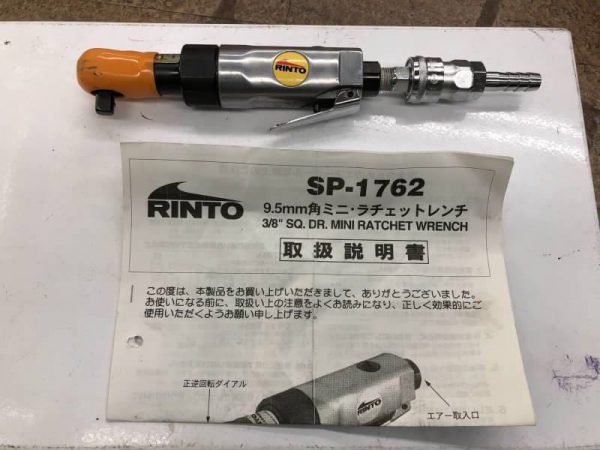 RINTO
SP-1762
RINTO
9.5mm角ミニ・ラチェットレンチ
3/8" SQ. DR. MINI RATCHET WRENCH
取扱説明書
この度は、本製品をお買い上げいただきまして、ありがとうございました。
お使いになる前に、取扱い上の注意をよくお読みになり、正しく効果的にご
使用いただくようお願い申し上げます。
正逆回転ダイアル
RINTO
エアー取入口